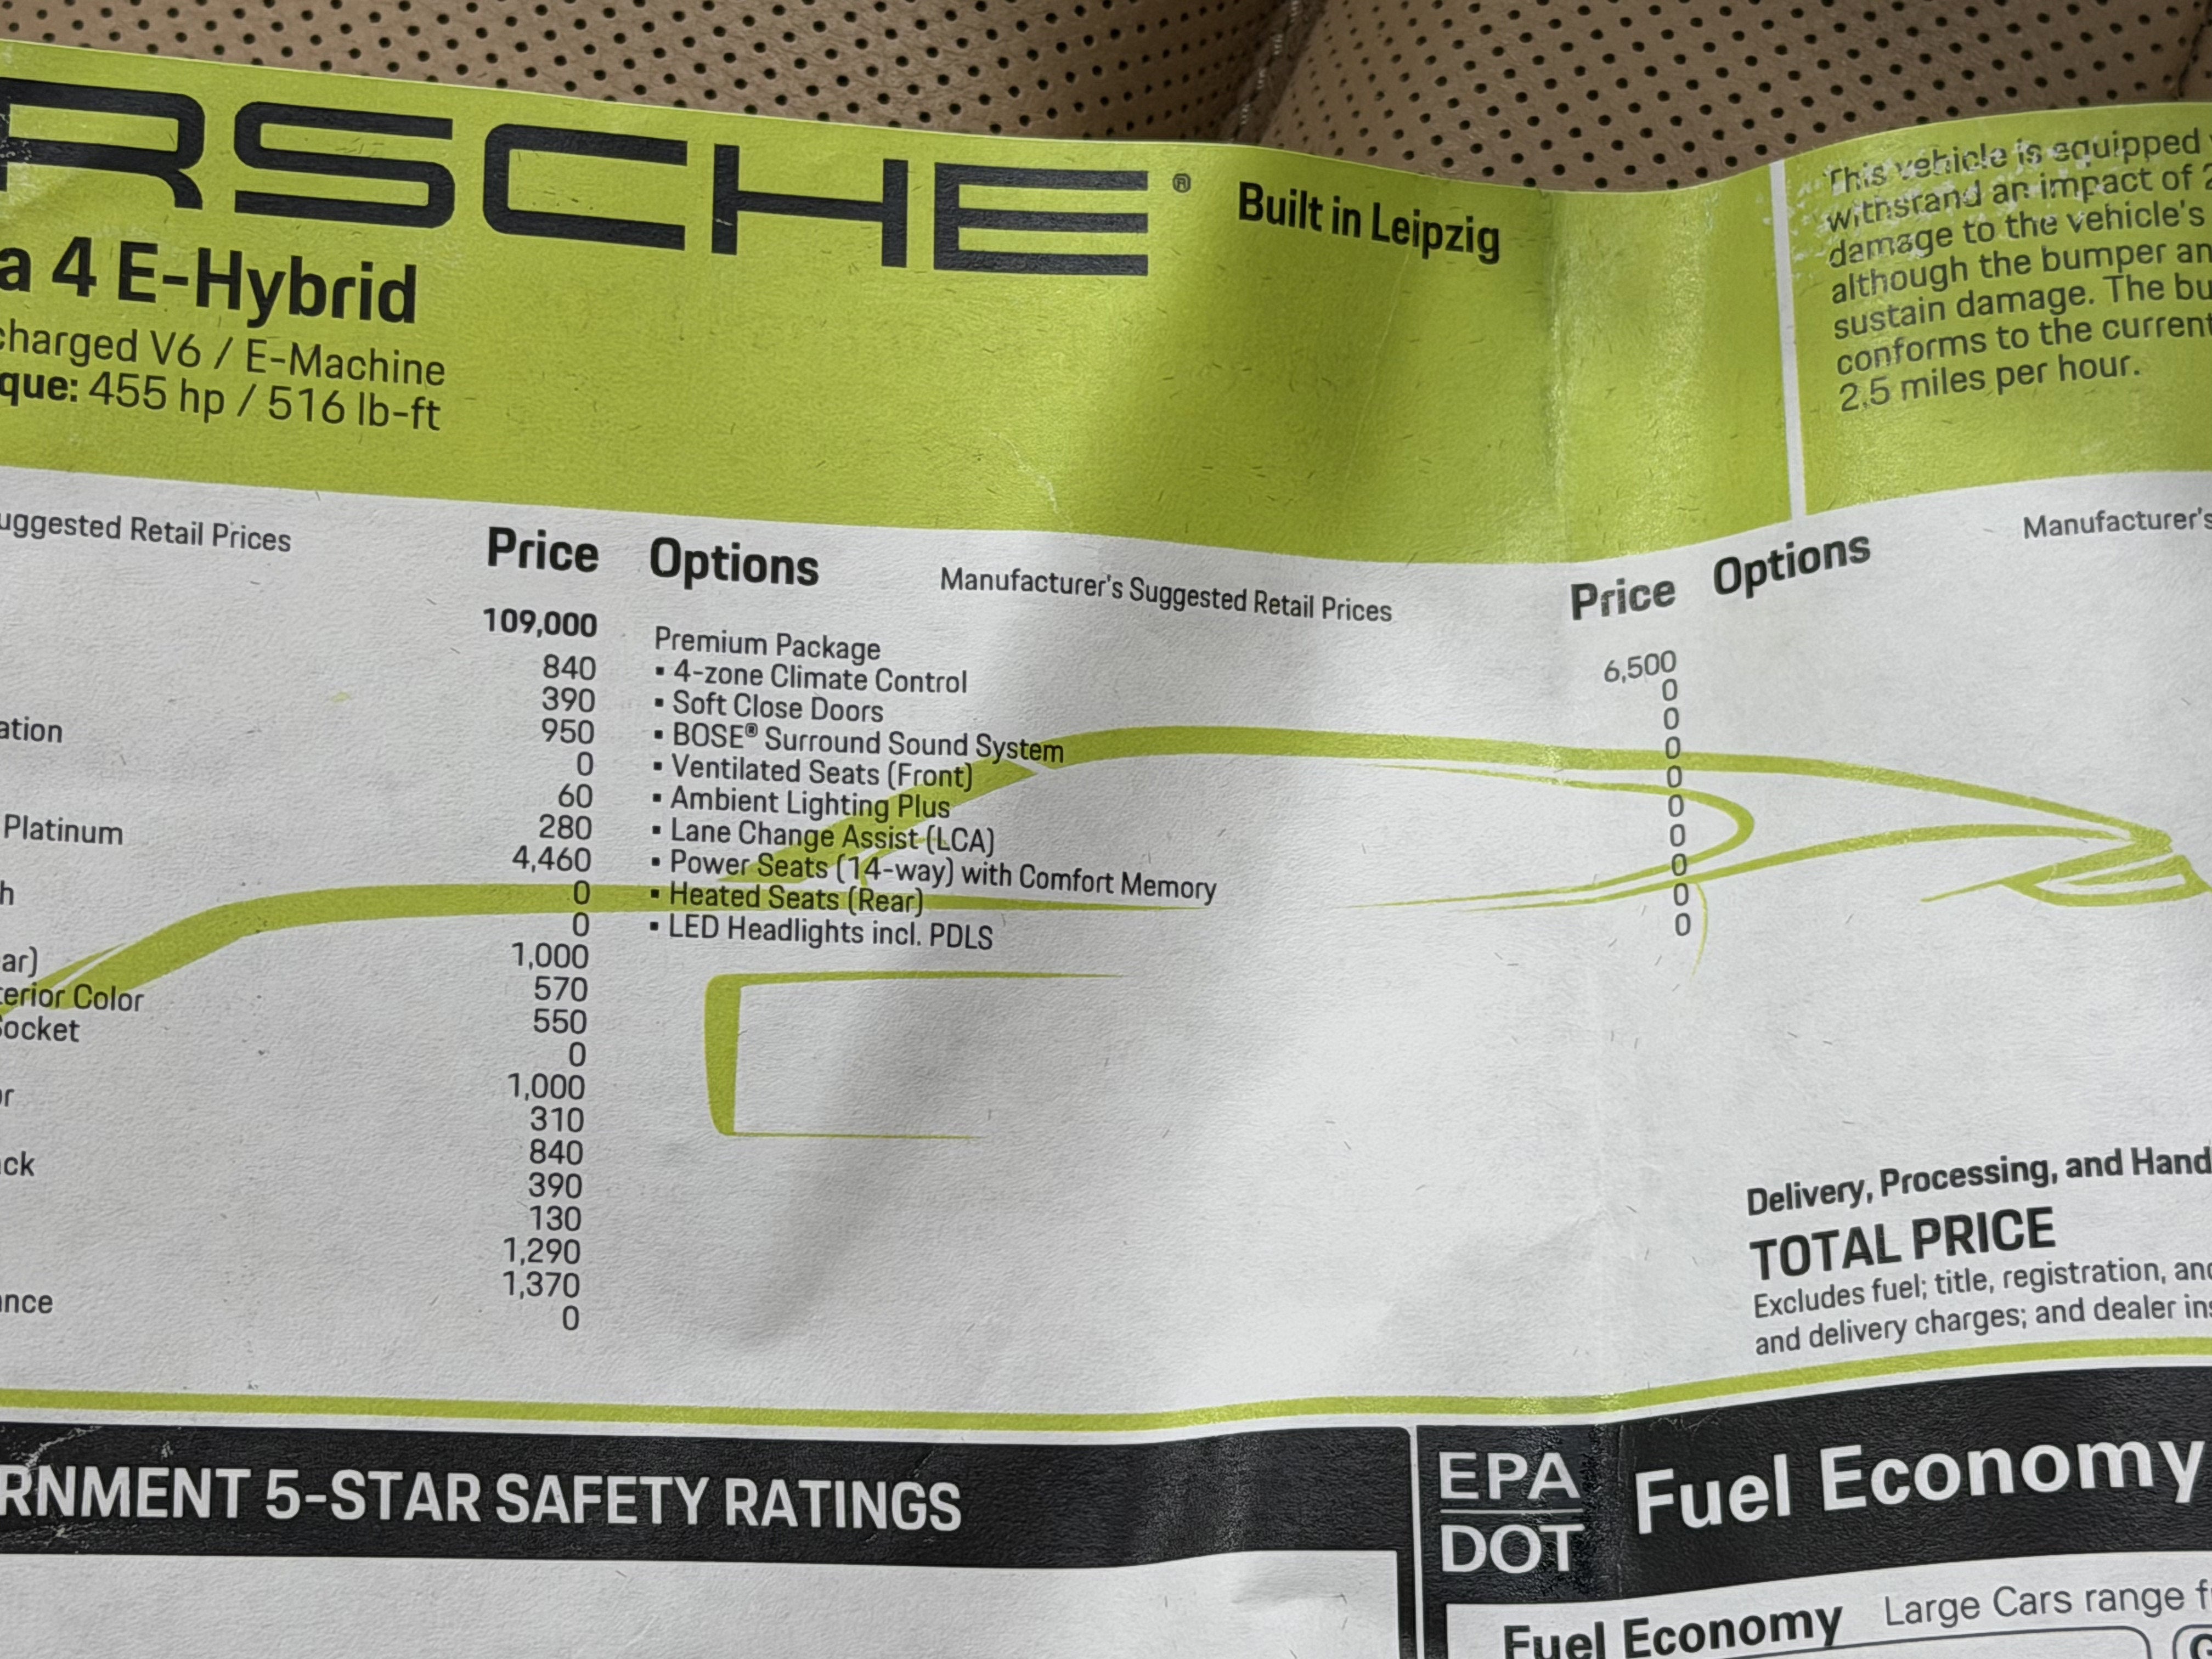 RSCHE®
Built in Leipzig
a 4 E-Hybrid
charged V6 / E-Machine
que: 455 hp / 516 lb-ft
This vehicle is equipped
withstand an impact of 2
damage to the vehicle's
although the bumper an
sustain damage. The bu
conforms to the current
2.5 miles per hour.
uggested Retail Prices
Price
109,000
840
390
ation 950
0
60
Platinum 280
4,460
h 0
0
ar) 1,000
terior Color 570
Socket 550
0
or 1,000
310
ck 840
390
130
1,290
1,370
ance 0
Options Manufacturer's Suggested Retail Prices Price
Premium Package 6,500
▪ 4-zone Climate Control 0
▪ Soft Close Doors 0
▪ BOSE® Surround Sound System 0
▪ Ventilated Seats (Front) 0
▪ Ambient Lighting Plus 0
▪ Lane Change Assist (LCA) 0
▪ Power Seats (14-way) with Comfort Memory 0
▪ Heated Seats (Rear) 0
▪ LED Headlights incl. PDLS 0
Options Manufacturer's
Delivery, Processing, and Hand
TOTAL PRICE
Excludes fuel; title, registration, and
and delivery charges; and dealer ins
RNMENT 5-STAR SAFETY RATINGS
EPA
DOT
Fuel Economy
Fuel Economy Large Cars range f